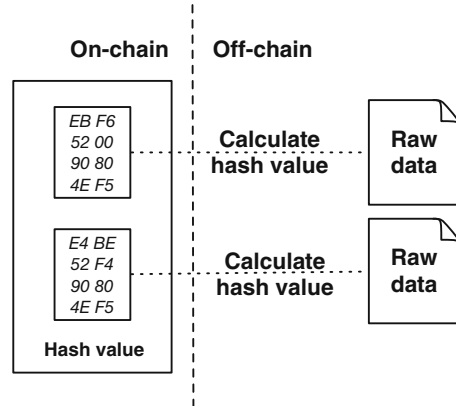 On-chain
Off-chain
EB F6
52 00
90 80
4E F5
Calculate
hash value
Raw
data
E4 BE
52 F4
90 80
4E F5
Calculate
hash value
Raw
data
Hash value